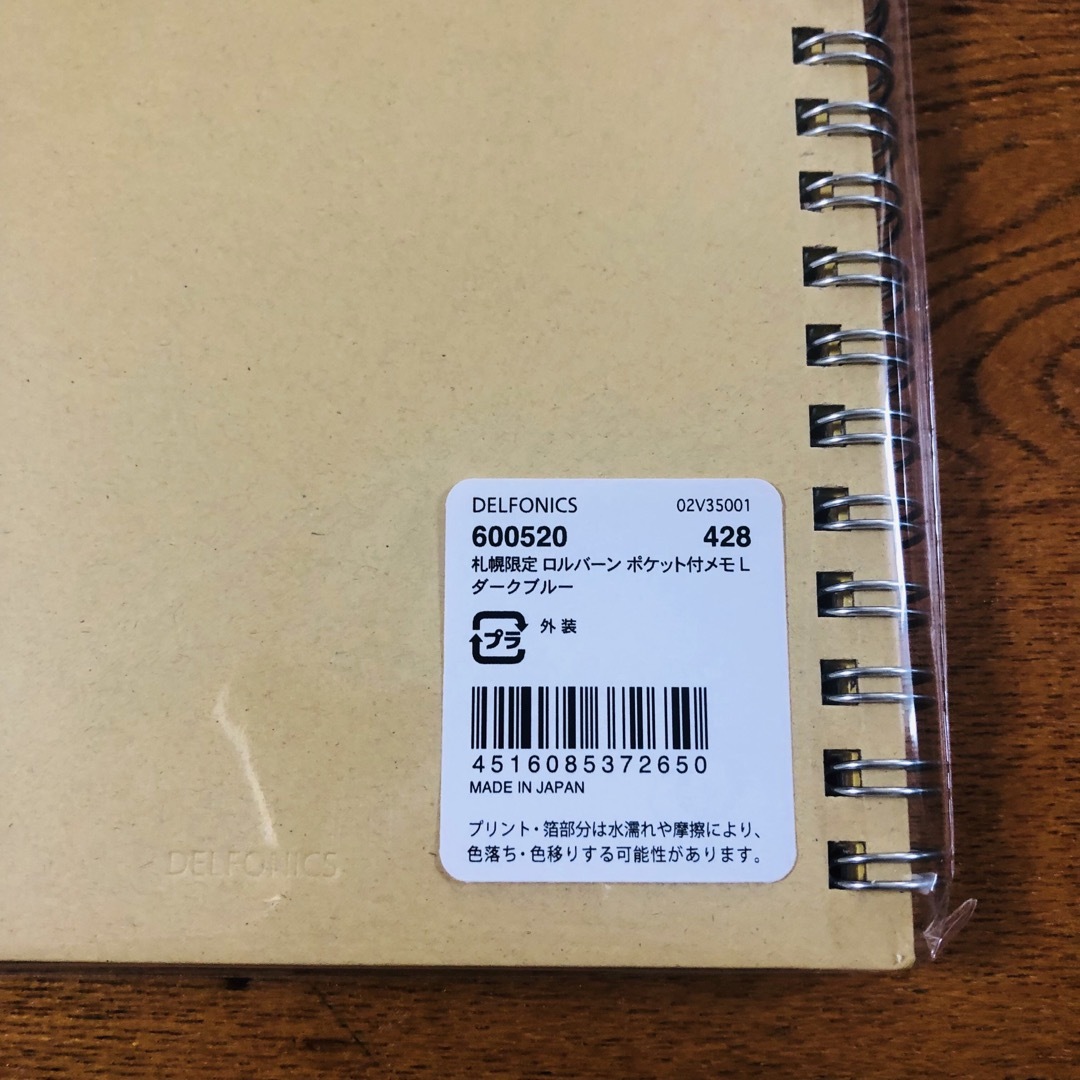 DELFONICS 02V35001
600520 428
札幌限定 ロルバーン ポケット付メモ L
ダークブルー
プラ 外装
4516085372650
MADE IN JAPAN
プリント・箔部分は水濡れや摩擦により、
色落ち・色移りする可能性があります。
DELFONICS